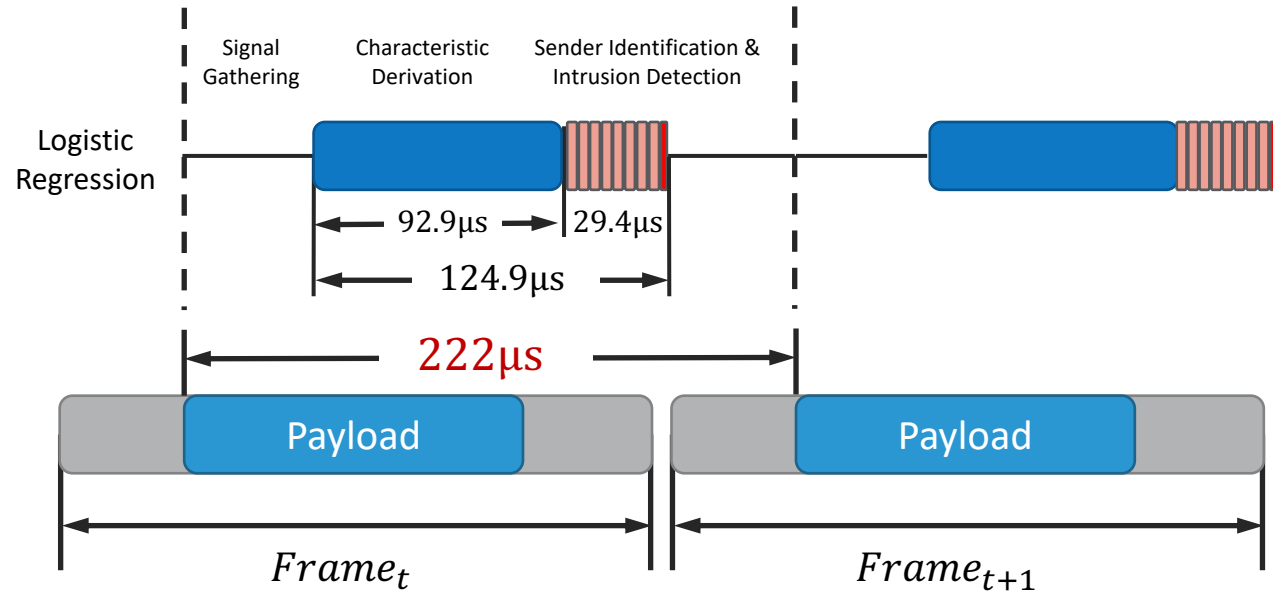 Signal
Gathering
Characteristic
Derivation
Sender Identification &
Intrusion Detection
Logistic
Regression
92.9μs
29.4μs
124.9μs
222μs
Payload
Payload
Frame_t
Frame_{t+1}